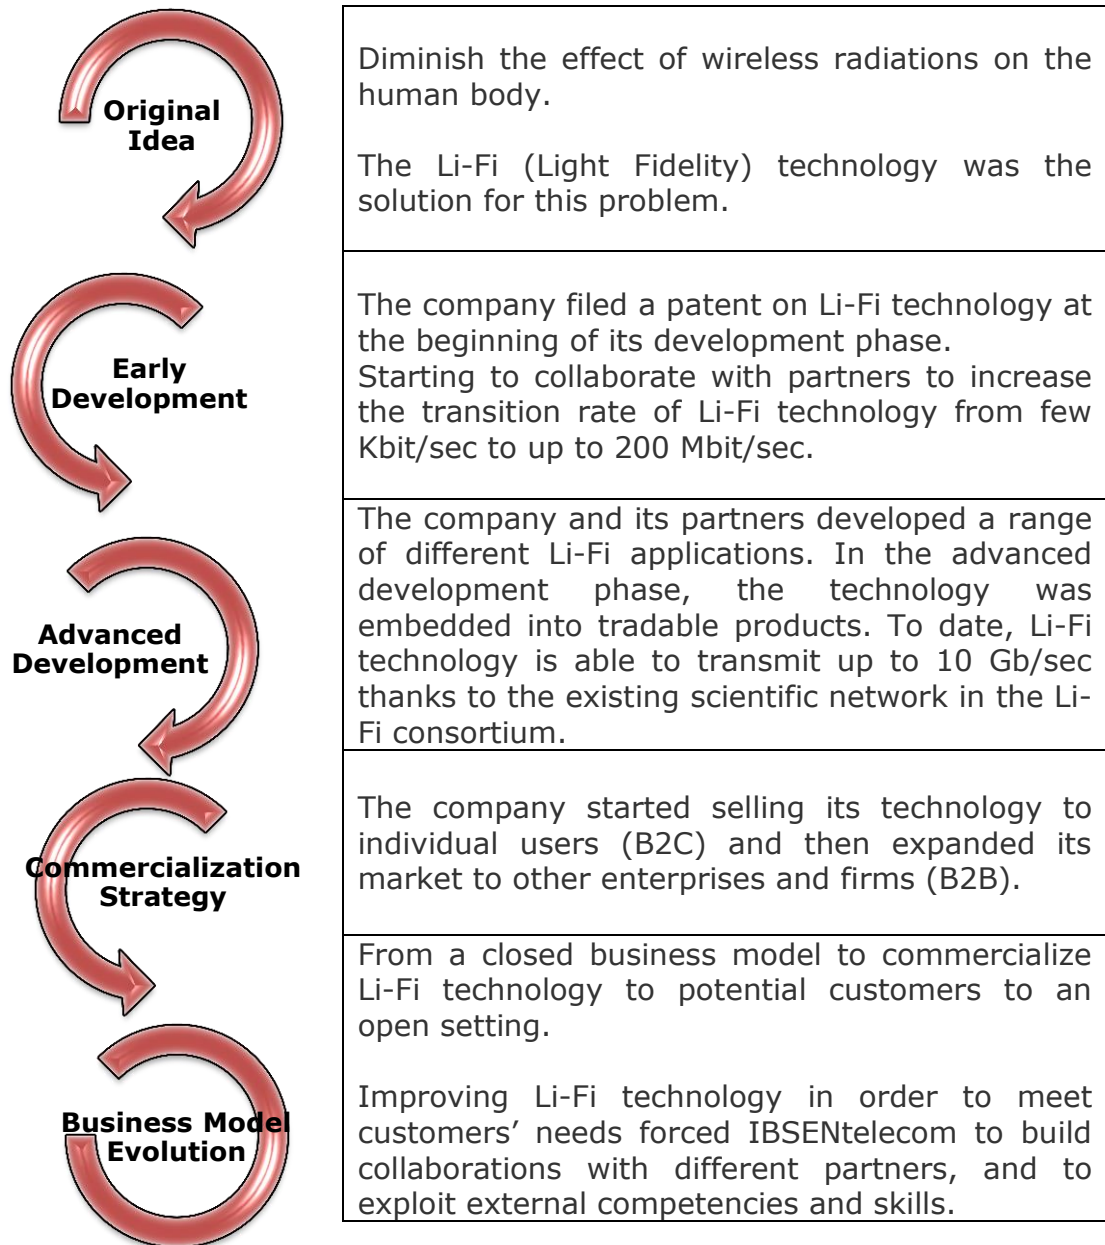 Original
Idea
Diminish the effect of wireless radiations on the
human body.
The Li-Fi (Light Fidelity) technology was the
solution for this problem.
Early
Development
The company filed a patent on Li-Fi technology at
the beginning of its development phase.
Starting to collaborate with partners to increase
the transition rate of Li-Fi technology from few
Kbit/sec to up to 200 Mbit/sec.
Advanced
Development
The company and its partners developed a range
of different Li-Fi applications. In the advanced
development phase, the technology was
embedded into tradable products. To date, Li-Fi
technology is able to transmit up to 10 Gb/sec
thanks to the existing scientific network in the Li-
Fi consortium.
Commercialization
Strategy
The company started selling its technology to
individual users (B2C) and then expanded its
market to other enterprises and firms (B2B).
Business Model
Evolution
From a closed business model to commercialize
Li-Fi technology to potential customers to an
open setting.
Improving Li-Fi technology in order to meet
customers’ needs forced IBSENtelecom to build
collaborations with different partners, and to
exploit external competencies and skills.